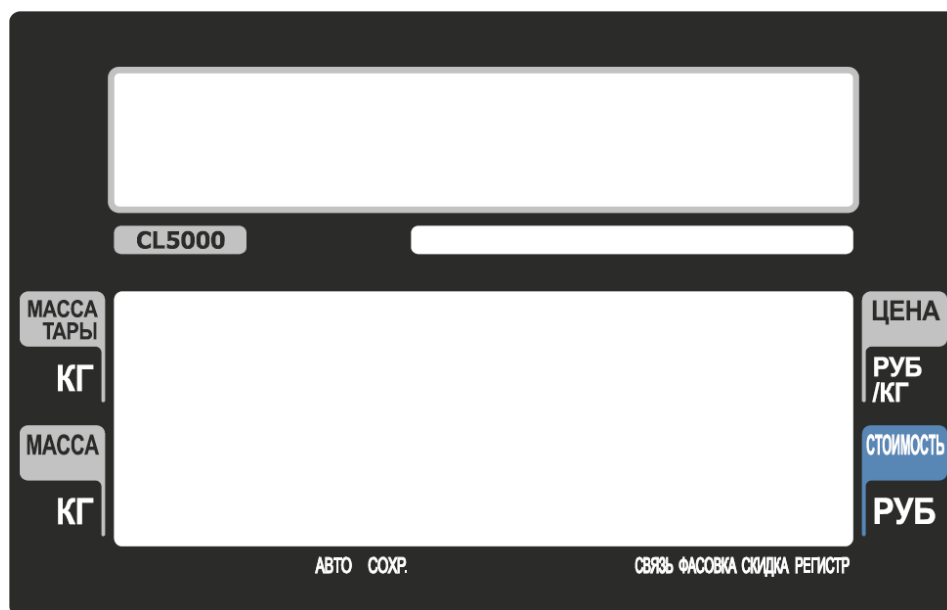 CL5000
МАССА
ТАРЫ
КГ
ЦЕНА
РУБ
/КГ
МАССА
КГ
СТОИМОСТЬ
РУБ
АВТО СОХР. СВЯЗЬ ФАСОВКА СКИДКА РЕГИСТР